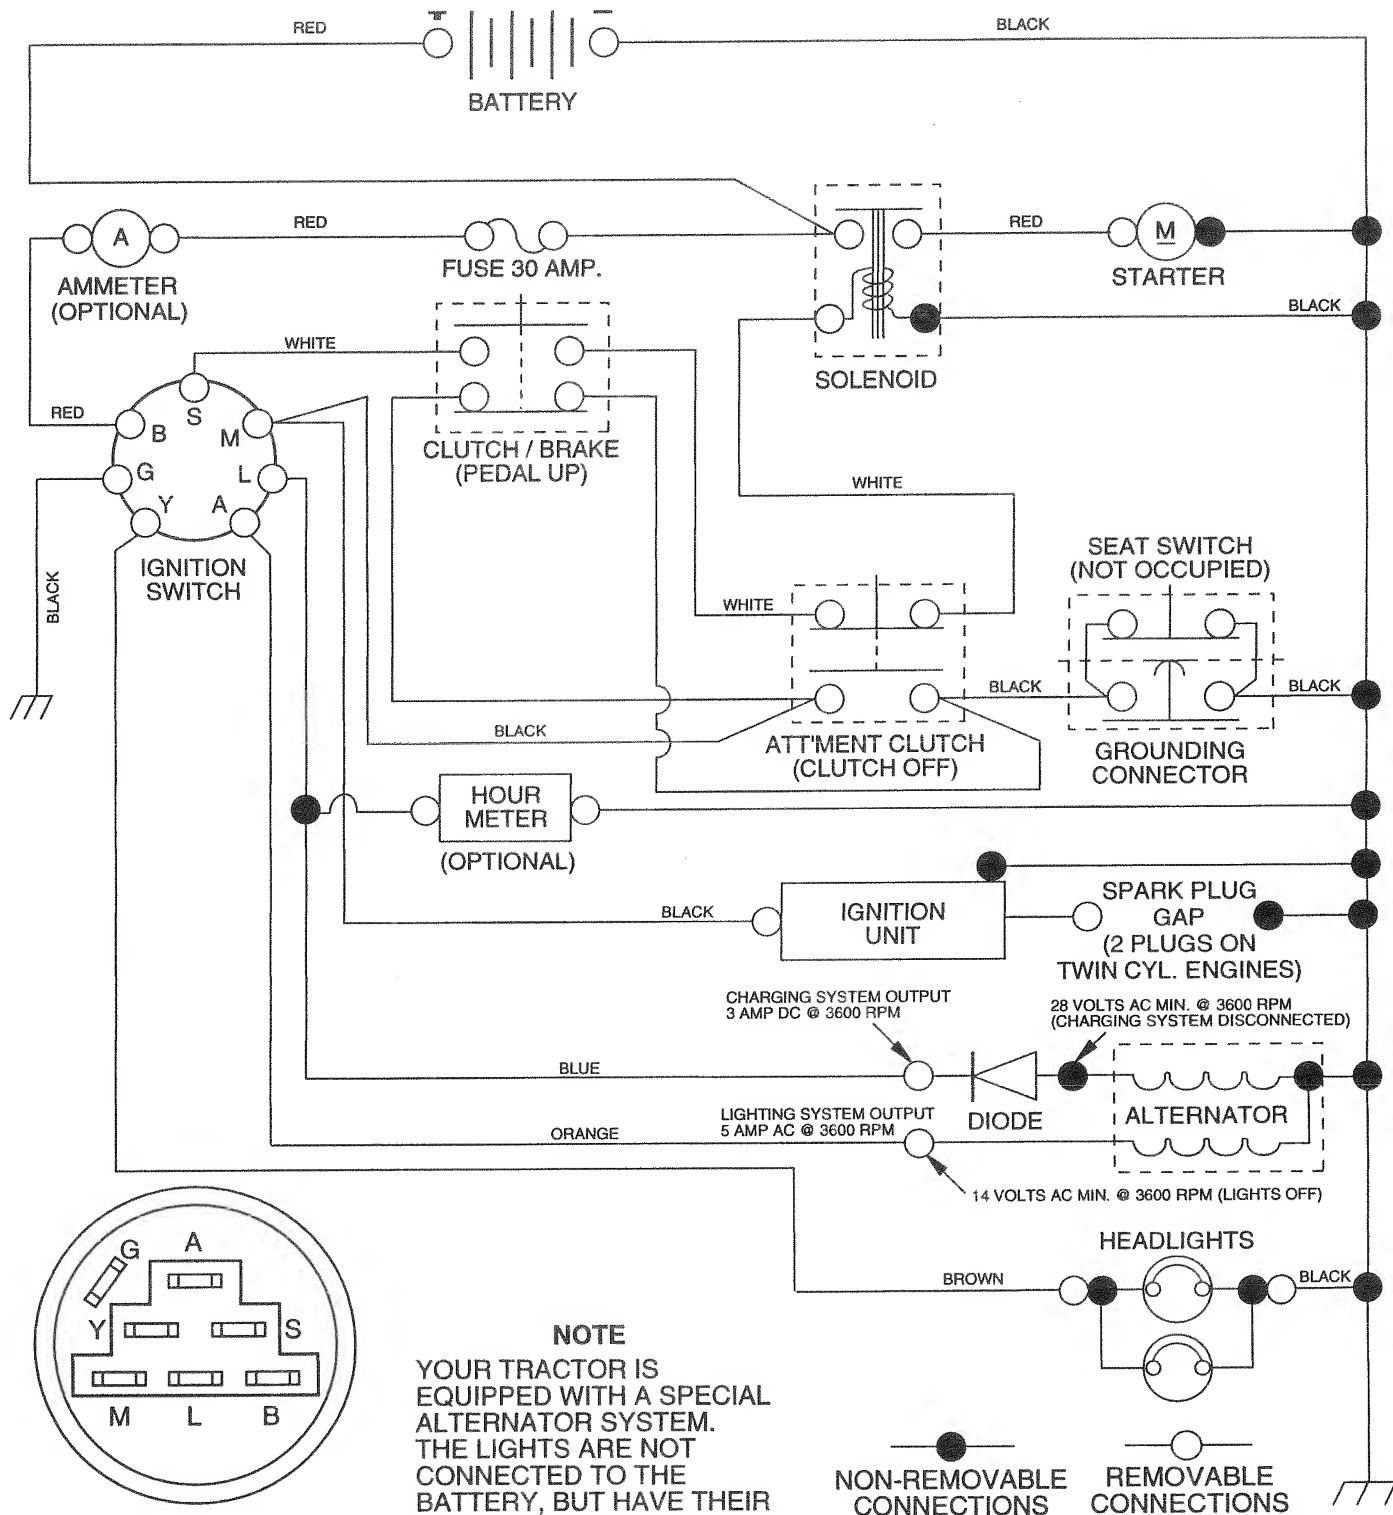 RED
+
−
BLACK
BATTERY
A
RED
RED
M
AMMETER
(OPTIONAL)
FUSE 30 AMP.
STARTER
BLACK
WHITE
SOLENOID
RED
S
B
M
G
L
Y
A
CLUTCH / BRAKE
(PEDAL UP)
WHITE
IGNITION
SWITCH
BLACK
SEAT SWITCH
(NOT OCCUPIED)
WHITE
BLACK
BLACK
BLACK
ATT'MENT CLUTCH
(CLUTCH OFF)
GROUNDING
CONNECTOR
HOUR
METER
(OPTIONAL)
BLACK
IGNITION
UNIT
SPARK PLUG
GAP
(2 PLUGS ON
TWIN CYL. ENGINES)
CHARGING SYSTEM OUTPUT
3 AMP DC @ 3600 RPM
28 VOLTS AC MIN. @ 3600 RPM
(CHARGING SYSTEM DISCONNECTED)
BLUE
DIODE
ALTERNATOR
LIGHTING SYSTEM OUTPUT
5 AMP AC @ 3600 RPM
ORANGE
14 VOLTS AC MIN. @ 3600 RPM (LIGHTS OFF)
HEADLIGHTS
BROWN
BLACK
G
A
Y
S
M
L
B
NOTE
YOUR TRACTOR IS
EQUIPPED WITH A SPECIAL
ALTERNATOR SYSTEM.
THE LIGHTS ARE NOT
CONNECTED TO THE
BATTERY, BUT HAVE THEIR
NON-REMOVABLE
CONNECTIONS
REMOVABLE
CONNECTIONS